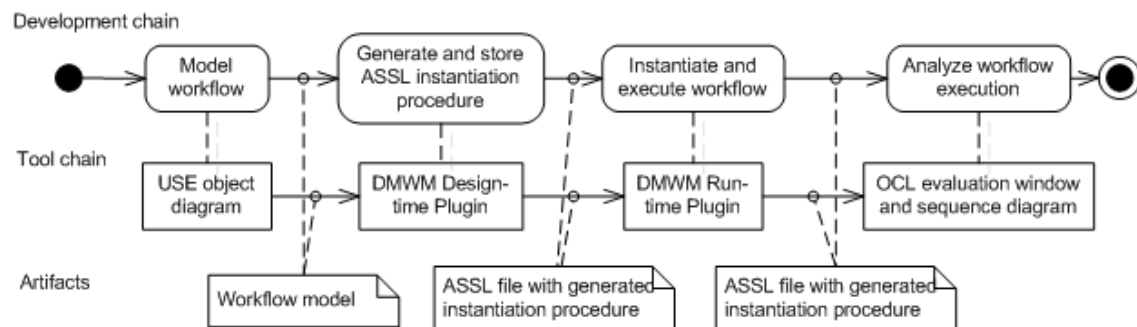 Development chain
Model
workflow
Generate and store
ASSL instantiation
procedure
Instantiate and
execute workflow
Analyze workflow
execution
Tool chain
USE object
diagram
DMWM Design-
time Plugin
DMWM Run-
time Plugin
OCL evaluation window
and sequence diagram
Artifacts
Workflow model
ASSL file with generated
instantiation procedure
ASSL file with generated
instantiation procedure